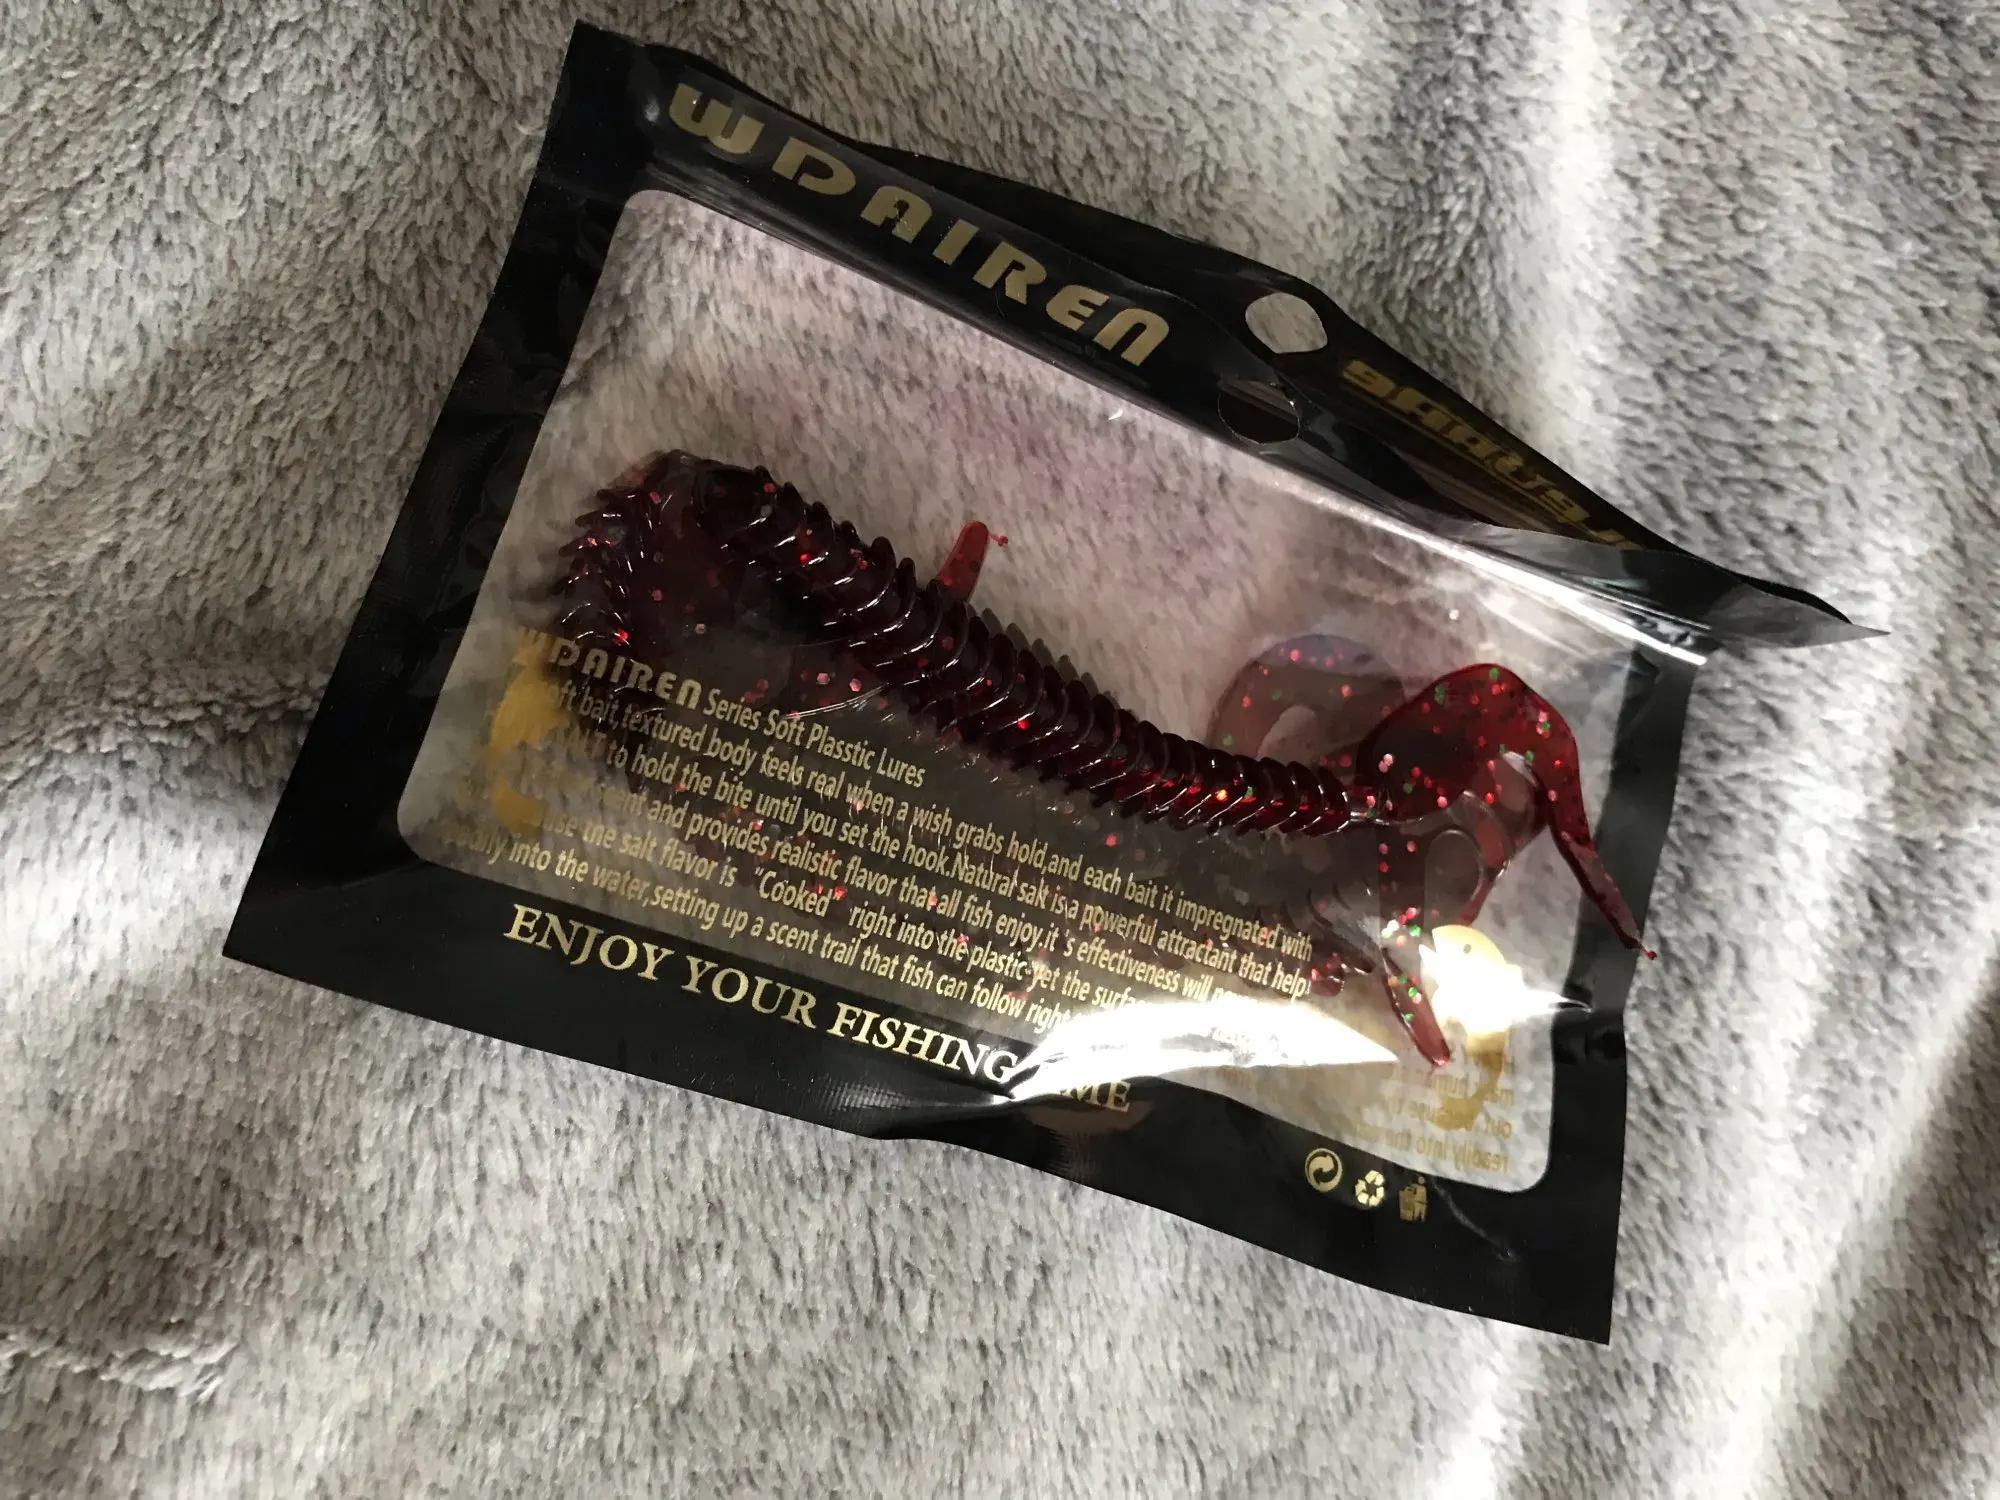 WDAIREN
WDAIREN Series Soft Plasstic Lures
bait,textured body feels real when a wish grabs hold,and each bait it impregnated with
to hold the bite until you set the hook.Natural salt is a powerful attractant that help!
and provides realistic flavor that all fish enjoy.it 's effectiveness will
the salt flavor is "Cooked" right into the plastic-yet the
into the water,setting up a scent trail that fish can follow right
ENJOY YOUR FISHING